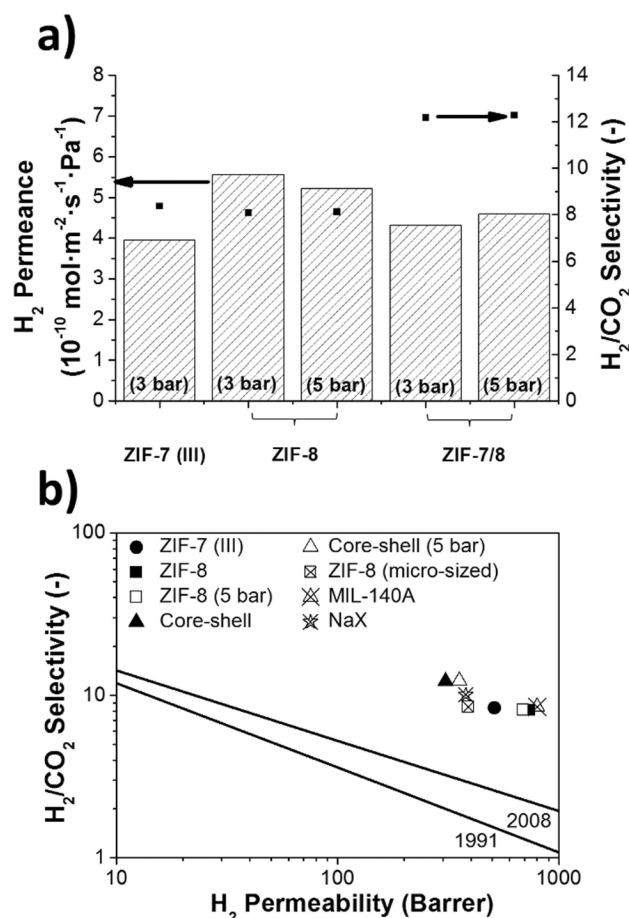 a)
8
7
6
5
4
3
2
1
0
H₂ Permeance
(10⁻¹⁰ mol·m⁻²·s⁻¹·Pa⁻¹)
14
12
10
8
6
4
2
0
H₂/CO₂ Selectivity (-)
(3 bar) (3 bar) (5 bar) (3 bar) (5 bar)
ZIF-7 (III) ZIF-8 ZIF-7/8
b)
100
10
1
H₂/CO₂ Selectivity (-)
ZIF-7 (III) Core-shell (5 bar)
ZIF-8 ZIF-8 (micro-sized)
ZIF-8 (5 bar) MIL-140A
Core-shell NaX
2008
1991
10 100 1000
H₂ Permeability (Barrer)